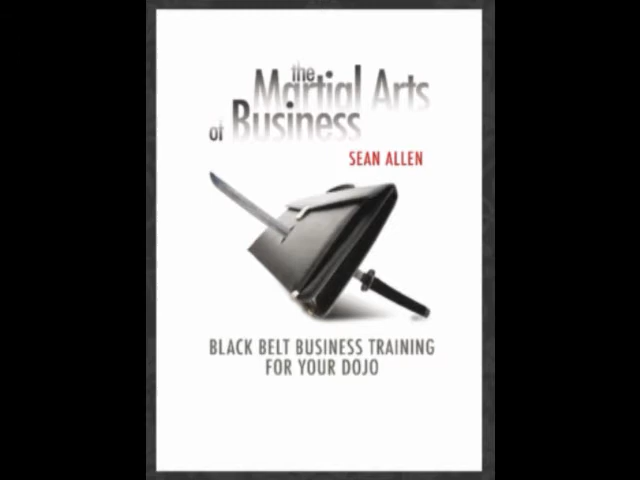 the
Martial Arts
of Business
SEAN ALLEN
BLACK BELT BUSINESS TRAINING
FOR YOUR DOJO